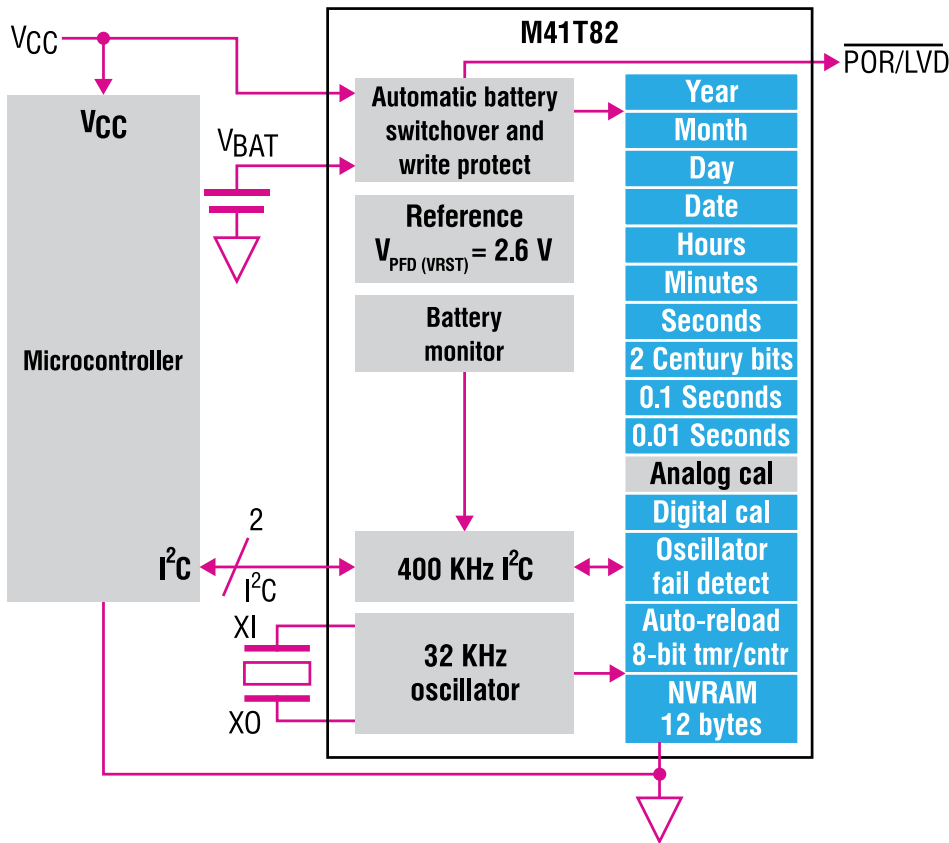 M41T82
VCC
POR/LVD
VCC
VBAT
Microcontroller
I²C
2
I²C
XI
XO
Automatic battery
switchover and
write protect
Reference
VPFD (VRST) = 2.6 V
Battery
monitor
400 KHz I²C
32 KHz
oscillator
Year
Month
Day
Date
Hours
Minutes
Seconds
2 Century bits
0.1 Seconds
0.01 Seconds
Analog cal
Digital cal
Oscillator
fail detect
Auto-reload
8-bit tmr/cntr
NVRAM
12 bytes